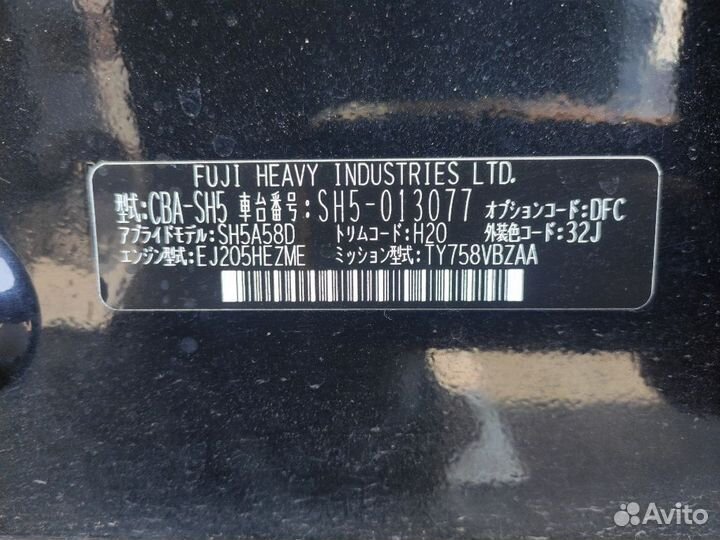 FUJI HEAVY INDUSTRIES LTD.
型式:CBA-SH5 車台番号:SH5-013077 オプションコード:DFC
アプライドモデル:SH5A58D トリムコード:H20 外装色コード:32J
エンジン型式:EJ205HEZME ミッション型式:TY758VBZAA
Avito